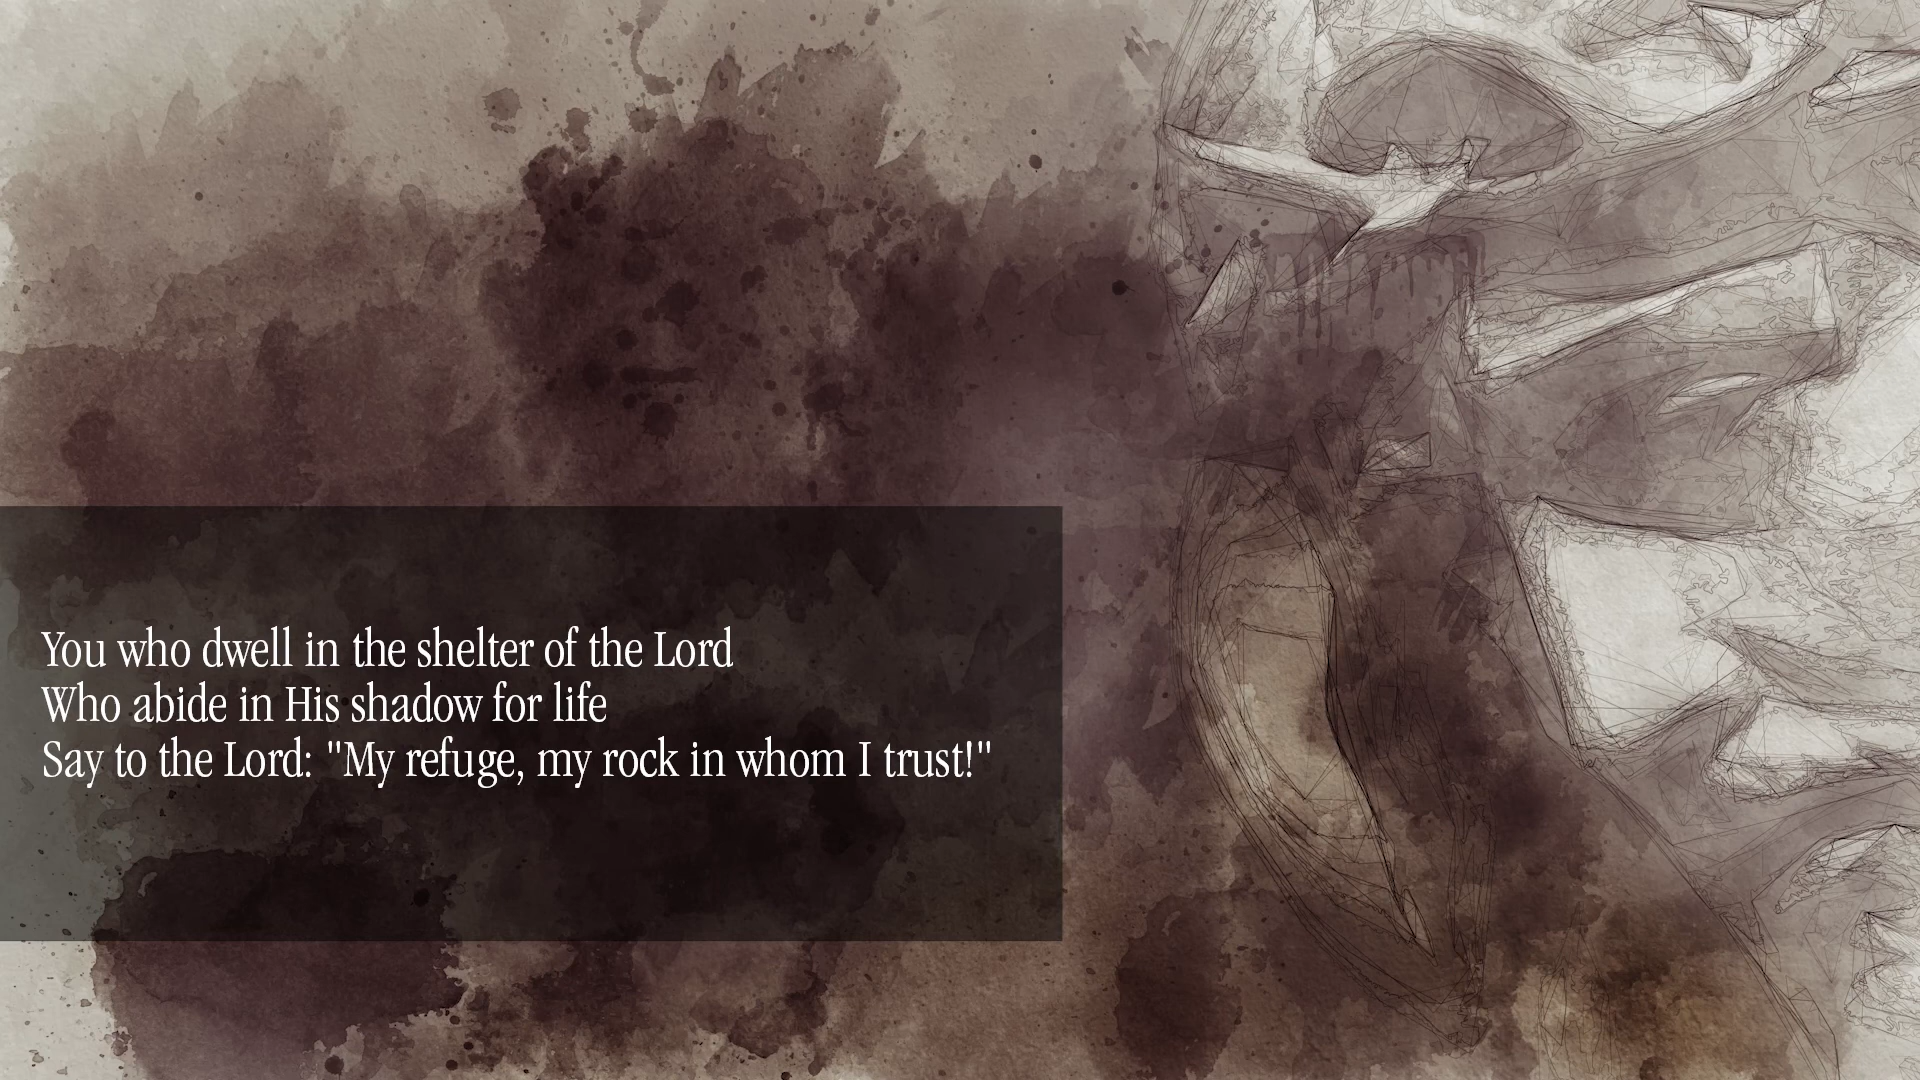 You who dwell in the shelter of the Lord
Who abide in His shadow for life
Say to the Lord: "My refuge, my rock in whom I trust!"